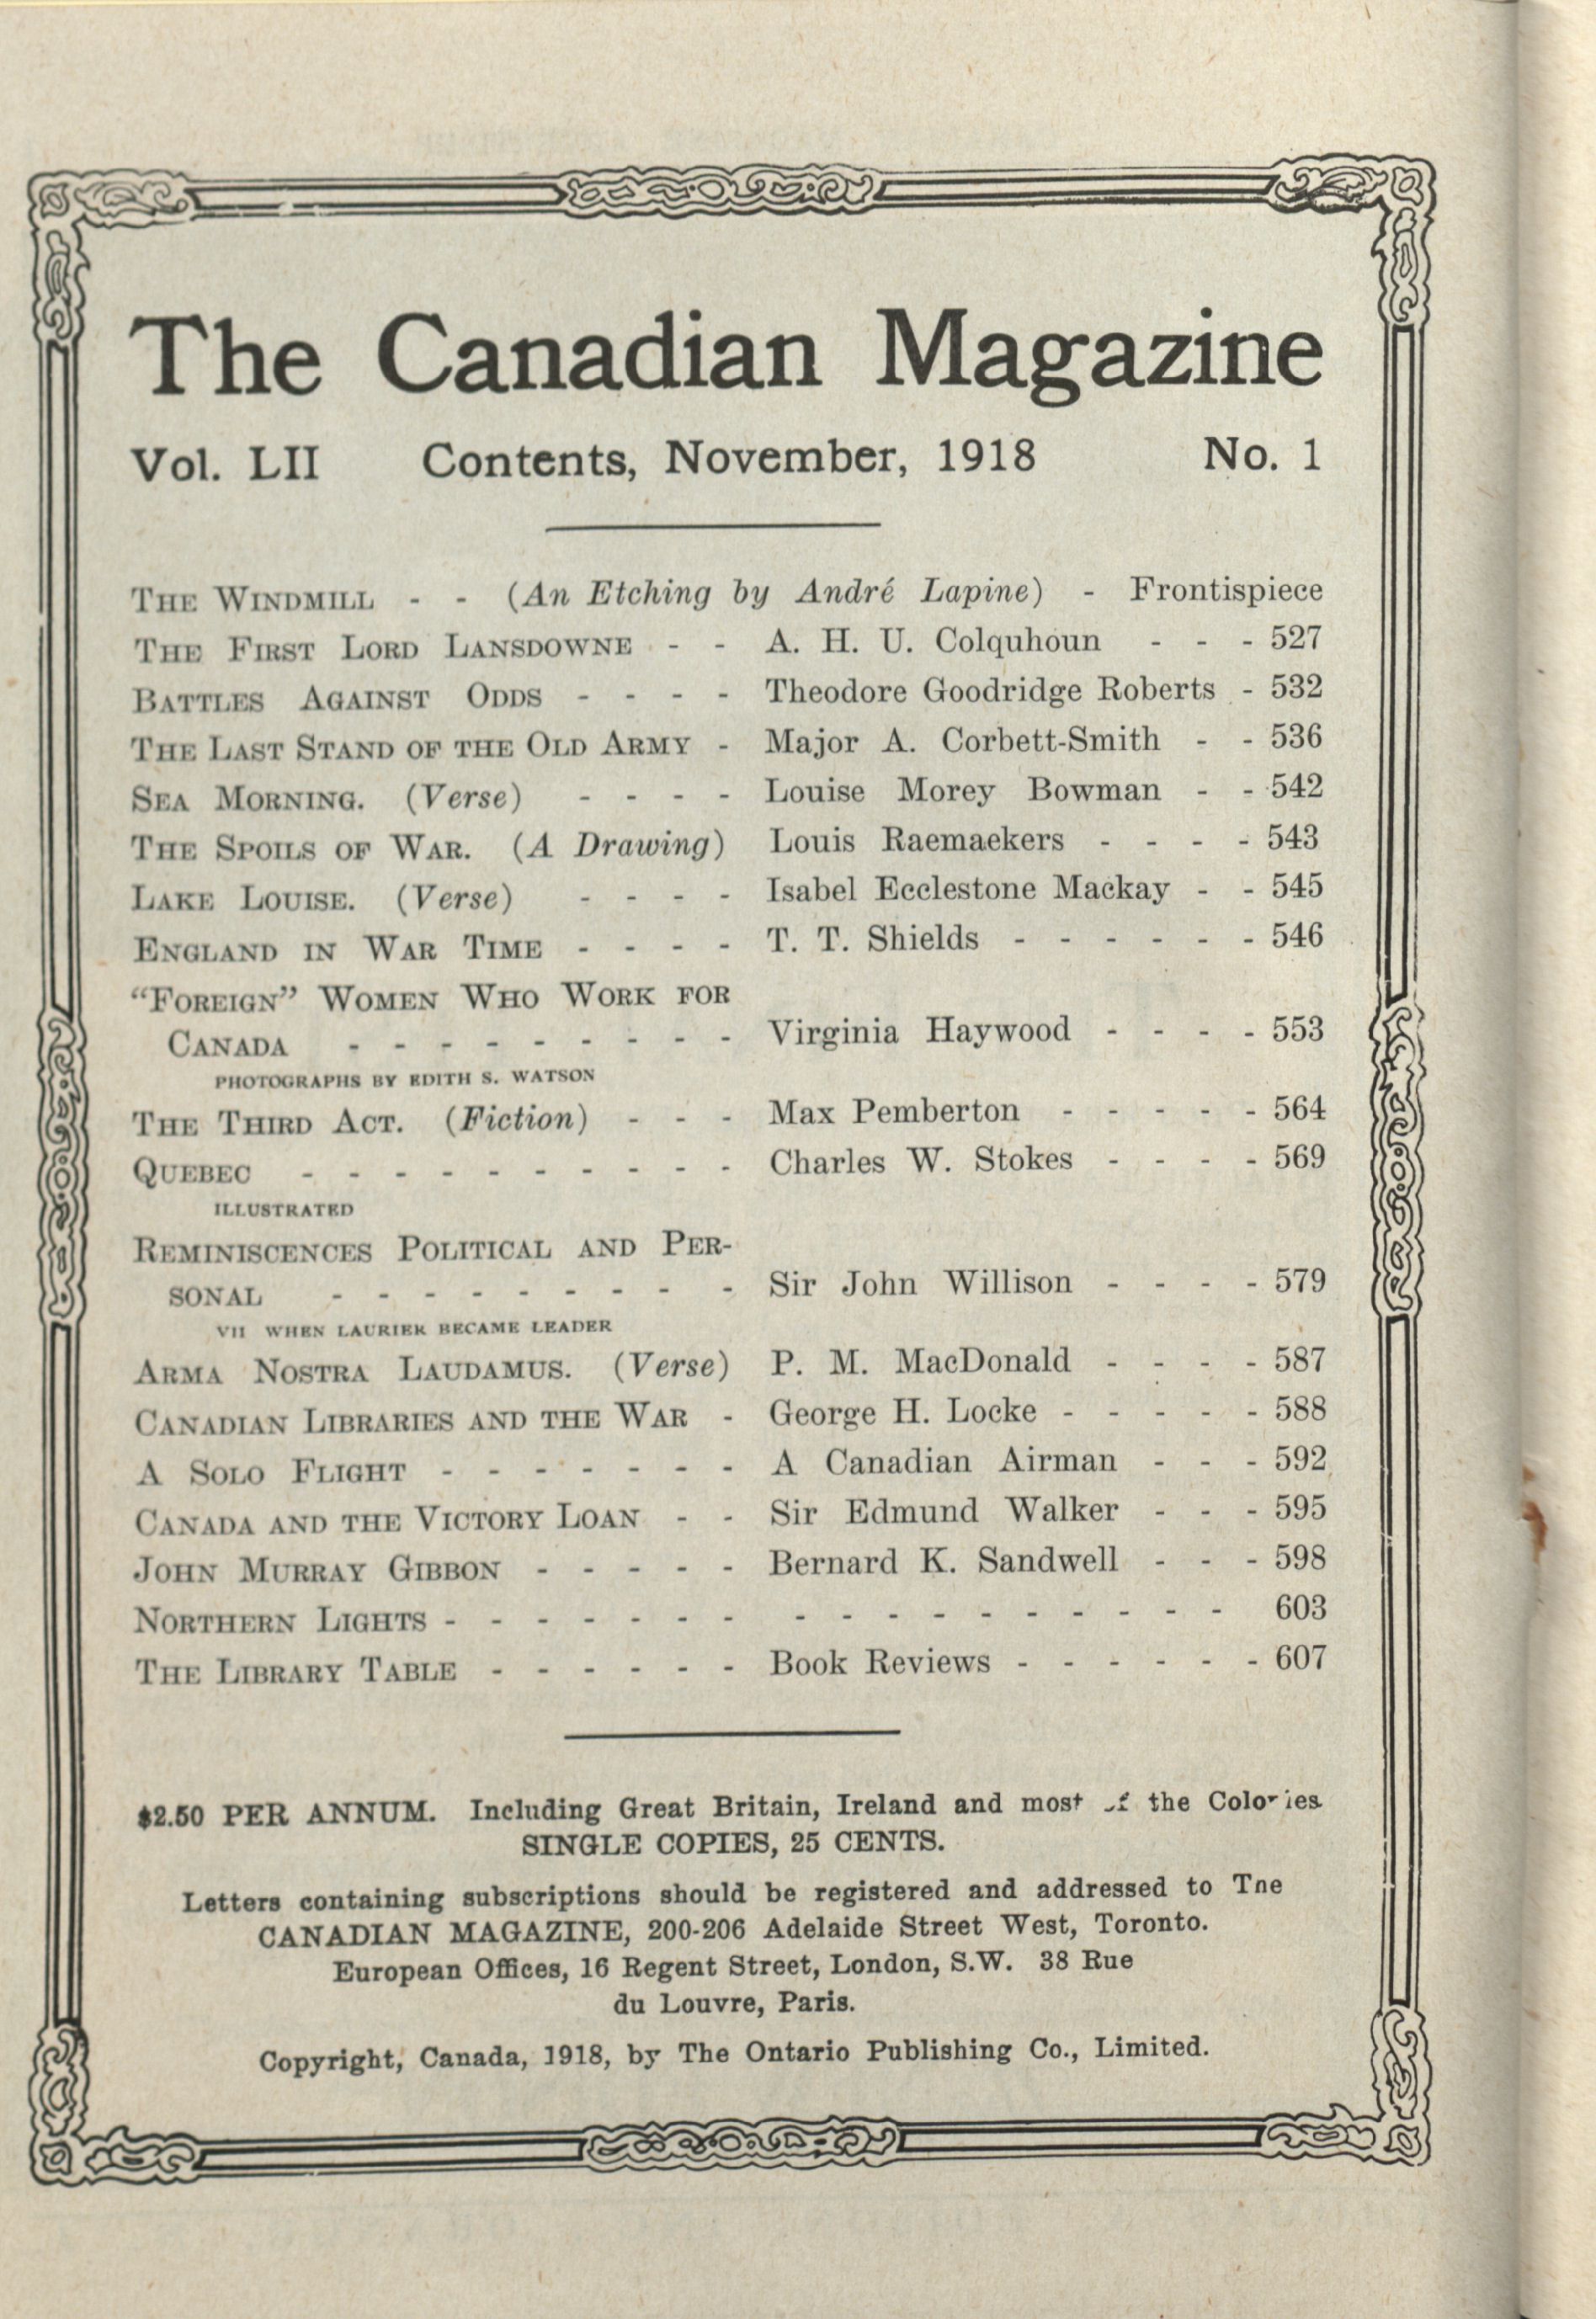 The Canadian Magazine
Vol. LII Contents, November, 1918 No. 1
THE WINDMILL - - (An Etching by André Lapine) - Frontispiece
THE FIRST LORD LANSDOWNE - - A. H. U. Colquhoun - - - 527
BATTLES AGAINST ODDS - - - - Theodore Goodridge Roberts - 532
THE LAST STAND OF THE OLD ARMY - Major A. Corbett-Smith - - 536
SEA MORNING. (Verse) - - - - Louise Morey Bowman - - 542
THE SPOILS OF WAR. (A Drawing) Louis Raemaekers - - - - 543
LAKE LOUISE. (Verse) - - - - Isabel Ecclestone Mackay - - 545
ENGLAND IN WAR TIME - - - - T. T. Shields - - - - - - 546
“FOREIGN” WOMEN WHO WORK FOR
CANADA - - - - - - - - - Virginia Haywood - - - - 553
PHOTOGRAPHS BY EDITH S. WATSON
THE THIRD ACT. (Fiction) - - - Max Pemberton - - - - - 564
QUEBEC - - - - - - - - - - Charles W. Stokes - - - - 569
ILLUSTRATED
REMINISCENCES POLITICAL AND PER-
SONAL - - - - - - - - - Sir John Willison - - - - 579
VII WHEN LAURIER BECAME LEADER
ARMA NOSTRA LAUDAMUS. (Verse) P. M. MacDonald - - - - 587
CANADIAN LIBRARIES AND THE WAR - George H. Locke - - - - - 588
A SOLO FLIGHT - - - - - - - A Canadian Airman - - - 592
CANADA AND THE VICTORY LOAN - - Sir Edmund Walker - - - 595
JOHN MURRAY GIBBON - - - - - Bernard K. Sandwell - - - 598
NORTHERN LIGHTS - - - - - - - - - - - - - - - - - 603
THE LIBRARY TABLE - - - - - - Book Reviews - - - - - - 607
$2.50 PER ANNUM. Including Great Britain, Ireland and most of the Colories
SINGLE COPIES, 25 CENTS.
Letters containing subscriptions should be registered and addressed to Tne
CANADIAN MAGAZINE, 200-206 Adelaide Street West, Toronto.
European Offices, 16 Regent Street, London, S.W. 38 Rue
du Louvre, Paris.
Copyright, Canada, 1918, by The Ontario Publishing Co., Limited.